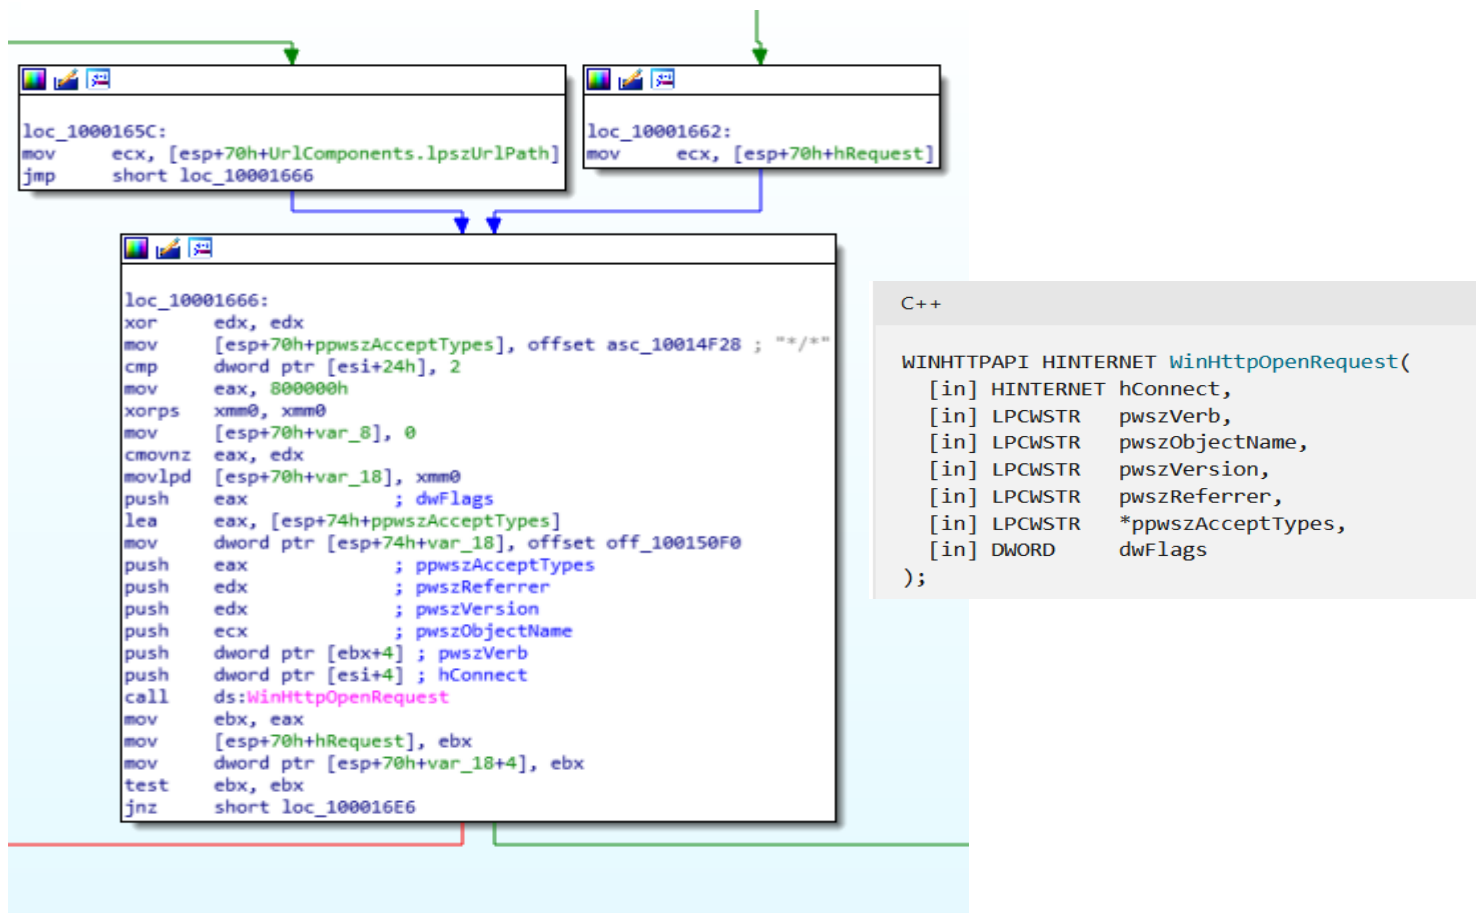 loc_1000165C:
mov ecx, [esp+70h+UrlComponents.lpszUrlPath]
jmp short loc_10001666
loc_10001662:
mov ecx, [esp+70h+hRequest]
loc_10001666:
xor edx, edx
mov [esp+70h+ppwszAcceptTypes], offset asc_10014F28 ; "*/*"
cmp dword ptr [esi+24h], 2
mov eax, 800000h
xorps xmm0, xmm0
mov [esp+70h+var_8], 0
cmovnz eax, edx
movlpd [esp+70h+var_18], xmm0
push eax ; dwFlags
lea eax, [esp+74h+ppwszAcceptTypes]
mov dword ptr [esp+74h+var_18], offset off_100150F0
push eax ; ppwszAcceptTypes
push edx ; pwszReferrer
push edx ; pwszVersion
push ecx ; pwszObjectName
push dword ptr [ebx+4] ; pwszVerb
push dword ptr [esi+4] ; hConnect
call ds:WinHttpOpenRequest
mov ebx, eax
mov [esp+70h+hRequest], ebx
mov dword ptr [esp+70h+var_18+4], ebx
test ebx, ebx
jnz short loc_100016E6
C++
WINHTTPAPI HINTERNET WinHttpOpenRequest(
[in] HINTERNET hConnect,
[in] LPCWSTR pwszVerb,
[in] LPCWSTR pwszObjectName,
[in] LPCWSTR pwszVersion,
[in] LPCWSTR pwszReferrer,
[in] LPCWSTR *ppwszAcceptTypes,
[in] DWORD dwFlags
);